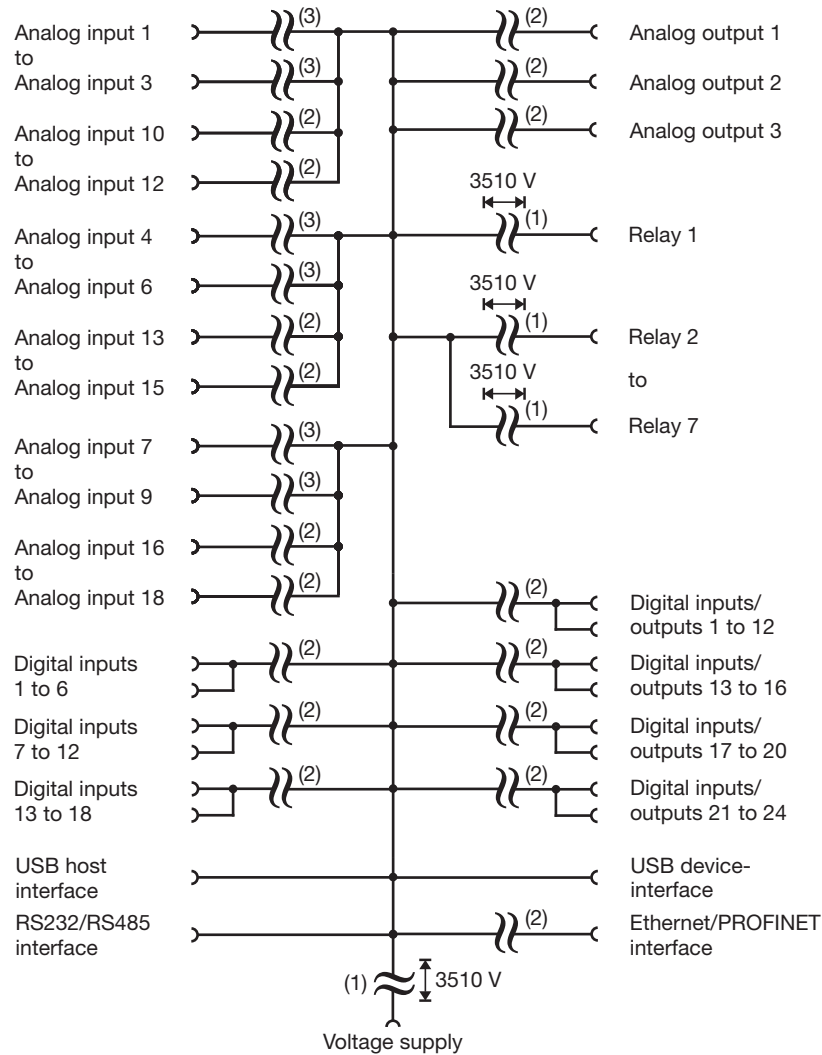 Analog input 1
to
Analog input 3
Analog input 10
to
Analog input 12
Analog input 4
to
Analog input 6
Analog input 13
to
Analog input 15
Analog input 7
to
Analog input 9
Analog input 16
to
Analog input 18
Digital inputs
1 to 6
Digital inputs
7 to 12
Digital inputs
13 to 18
USB host
interface
RS232/RS485
interface
(3)
(3)
(2)
(2)
(3)
(3)
(2)
(2)
(3)
(3)
(2)
(2)
(2)
(2)
(2)
(2)
(2)
(2)
3510 V
(1)
3510 V
(1)
3510 V
(1)
(2)
(2)
(2)
(2)
(2)
Analog output 1
Analog output 2
Analog output 3
Relay 1
Relay 2
to
Relay 7
Digital inputs/
outputs 1 to 12
Digital inputs/
outputs 13 to 16
Digital inputs/
outputs 17 to 20
Digital inputs/
outputs 21 to 24
USB device-
interface
Ethernet/PROFINET
interface
(1) 3510 V
Voltage supply